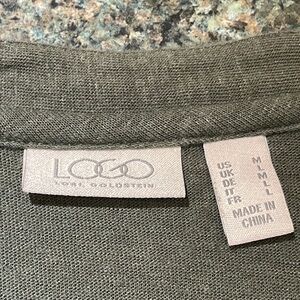 LOGO
LORI GOLDSTEIN
US M
UK M
DE M
IT L
FR L
MADE IN
CHINA